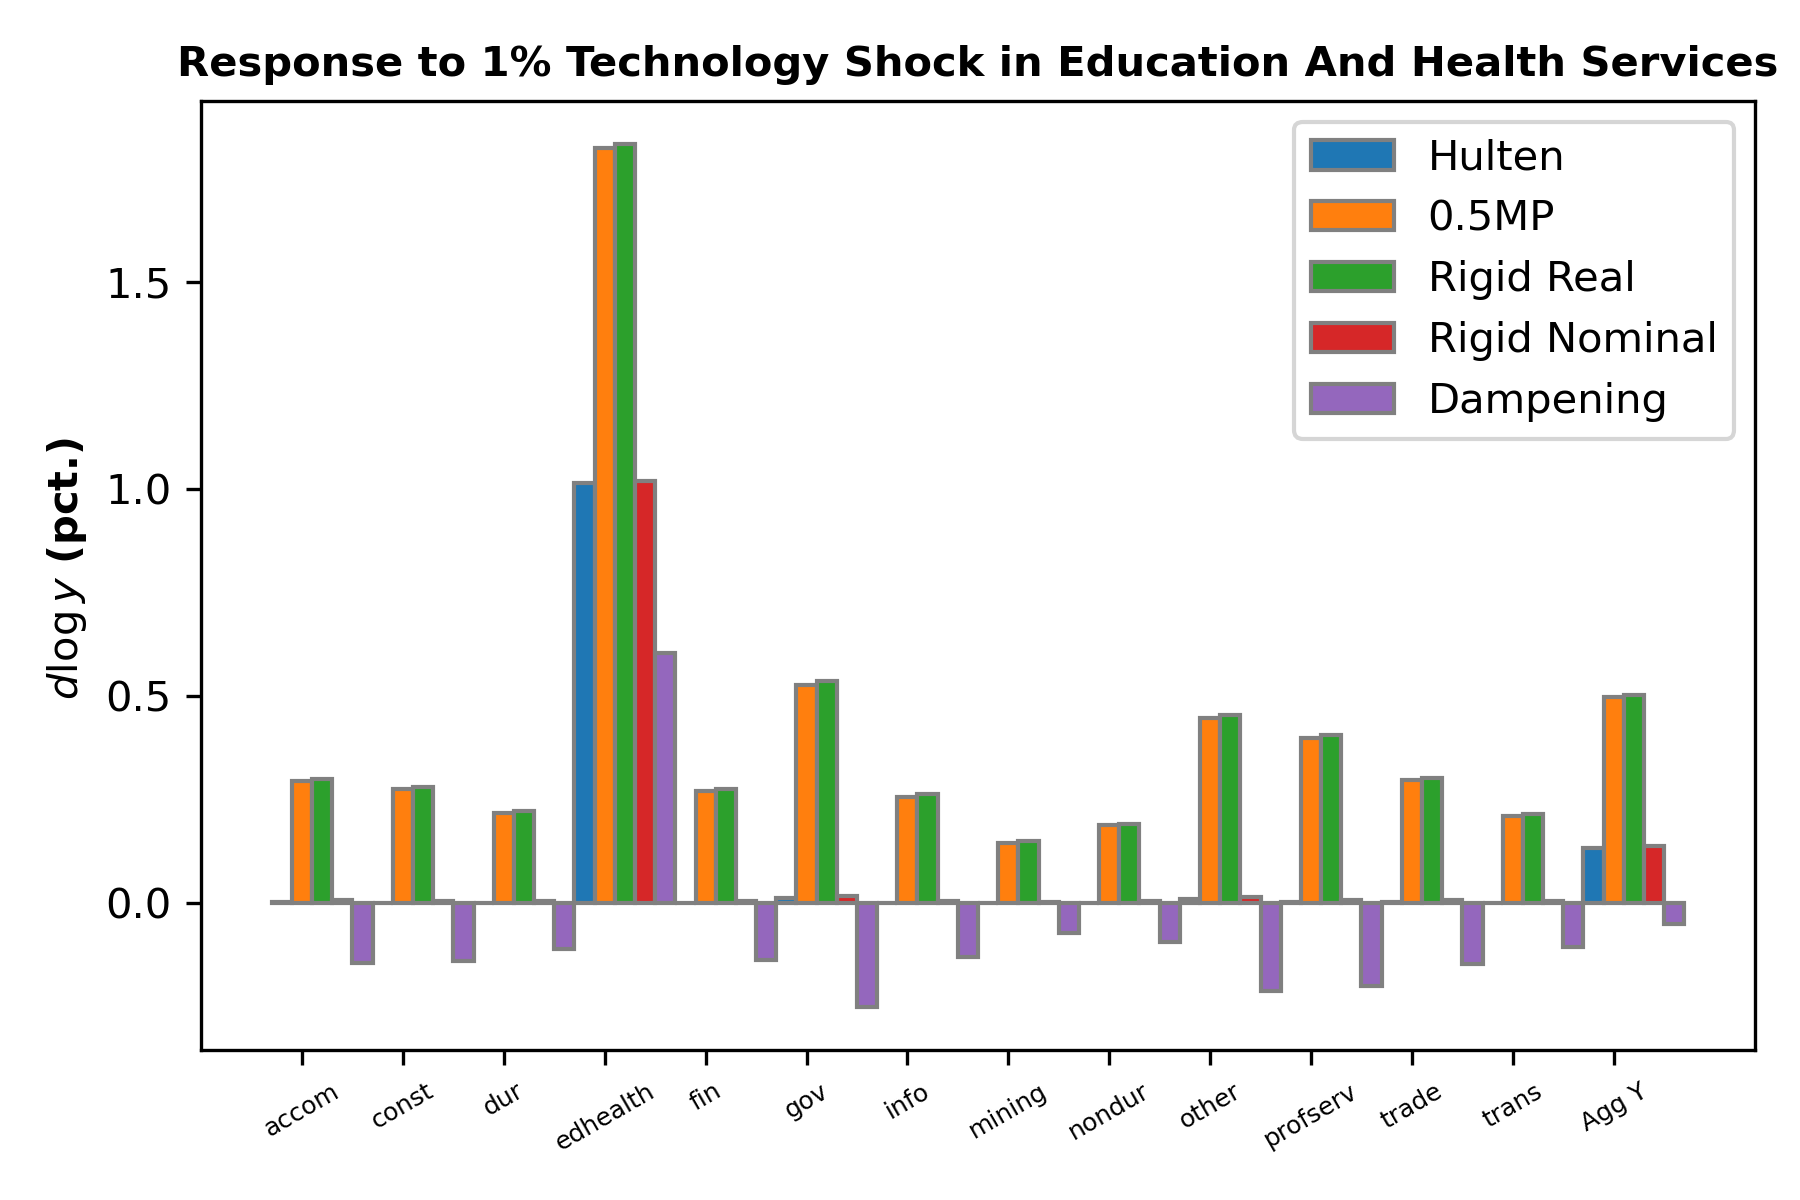 Response to 1% Technology Shock in Education And Health Services
Hulten
0.5MP
Rigid Real
Rigid Nominal
Dampening
dlog y (pct.)
1.5
1.0
0.5
0.0
accom
const
dur
edhealth
fin
gov
info
mining
nondur
other
profserv
trade
trans
Agg Y